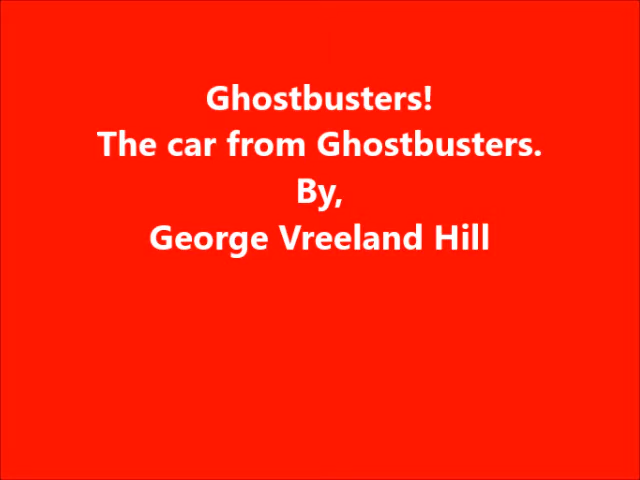 Ghostbusters!
The car from Ghostbusters.
By,
George Vreeland Hill